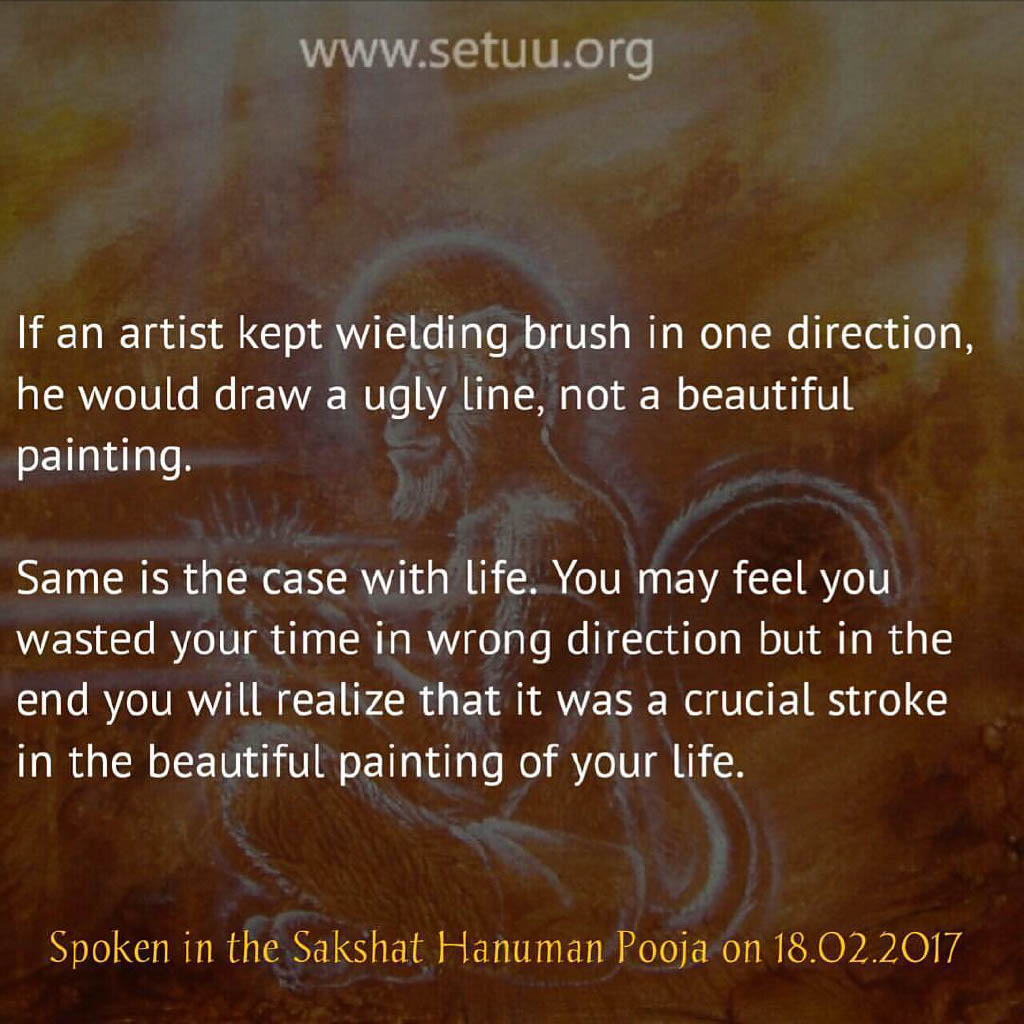 www.setuu.org
If an artist kept wielding brush in one direction,
he would draw a ugly line, not a beautiful
painting.
Same is the case with life. You may feel you
wasted your time in wrong direction but in the
end you will realize that it was a crucial stroke
in the beautiful painting of your life.
Spoken in the Sakshat Hanuman Pooja on 18.02.2017